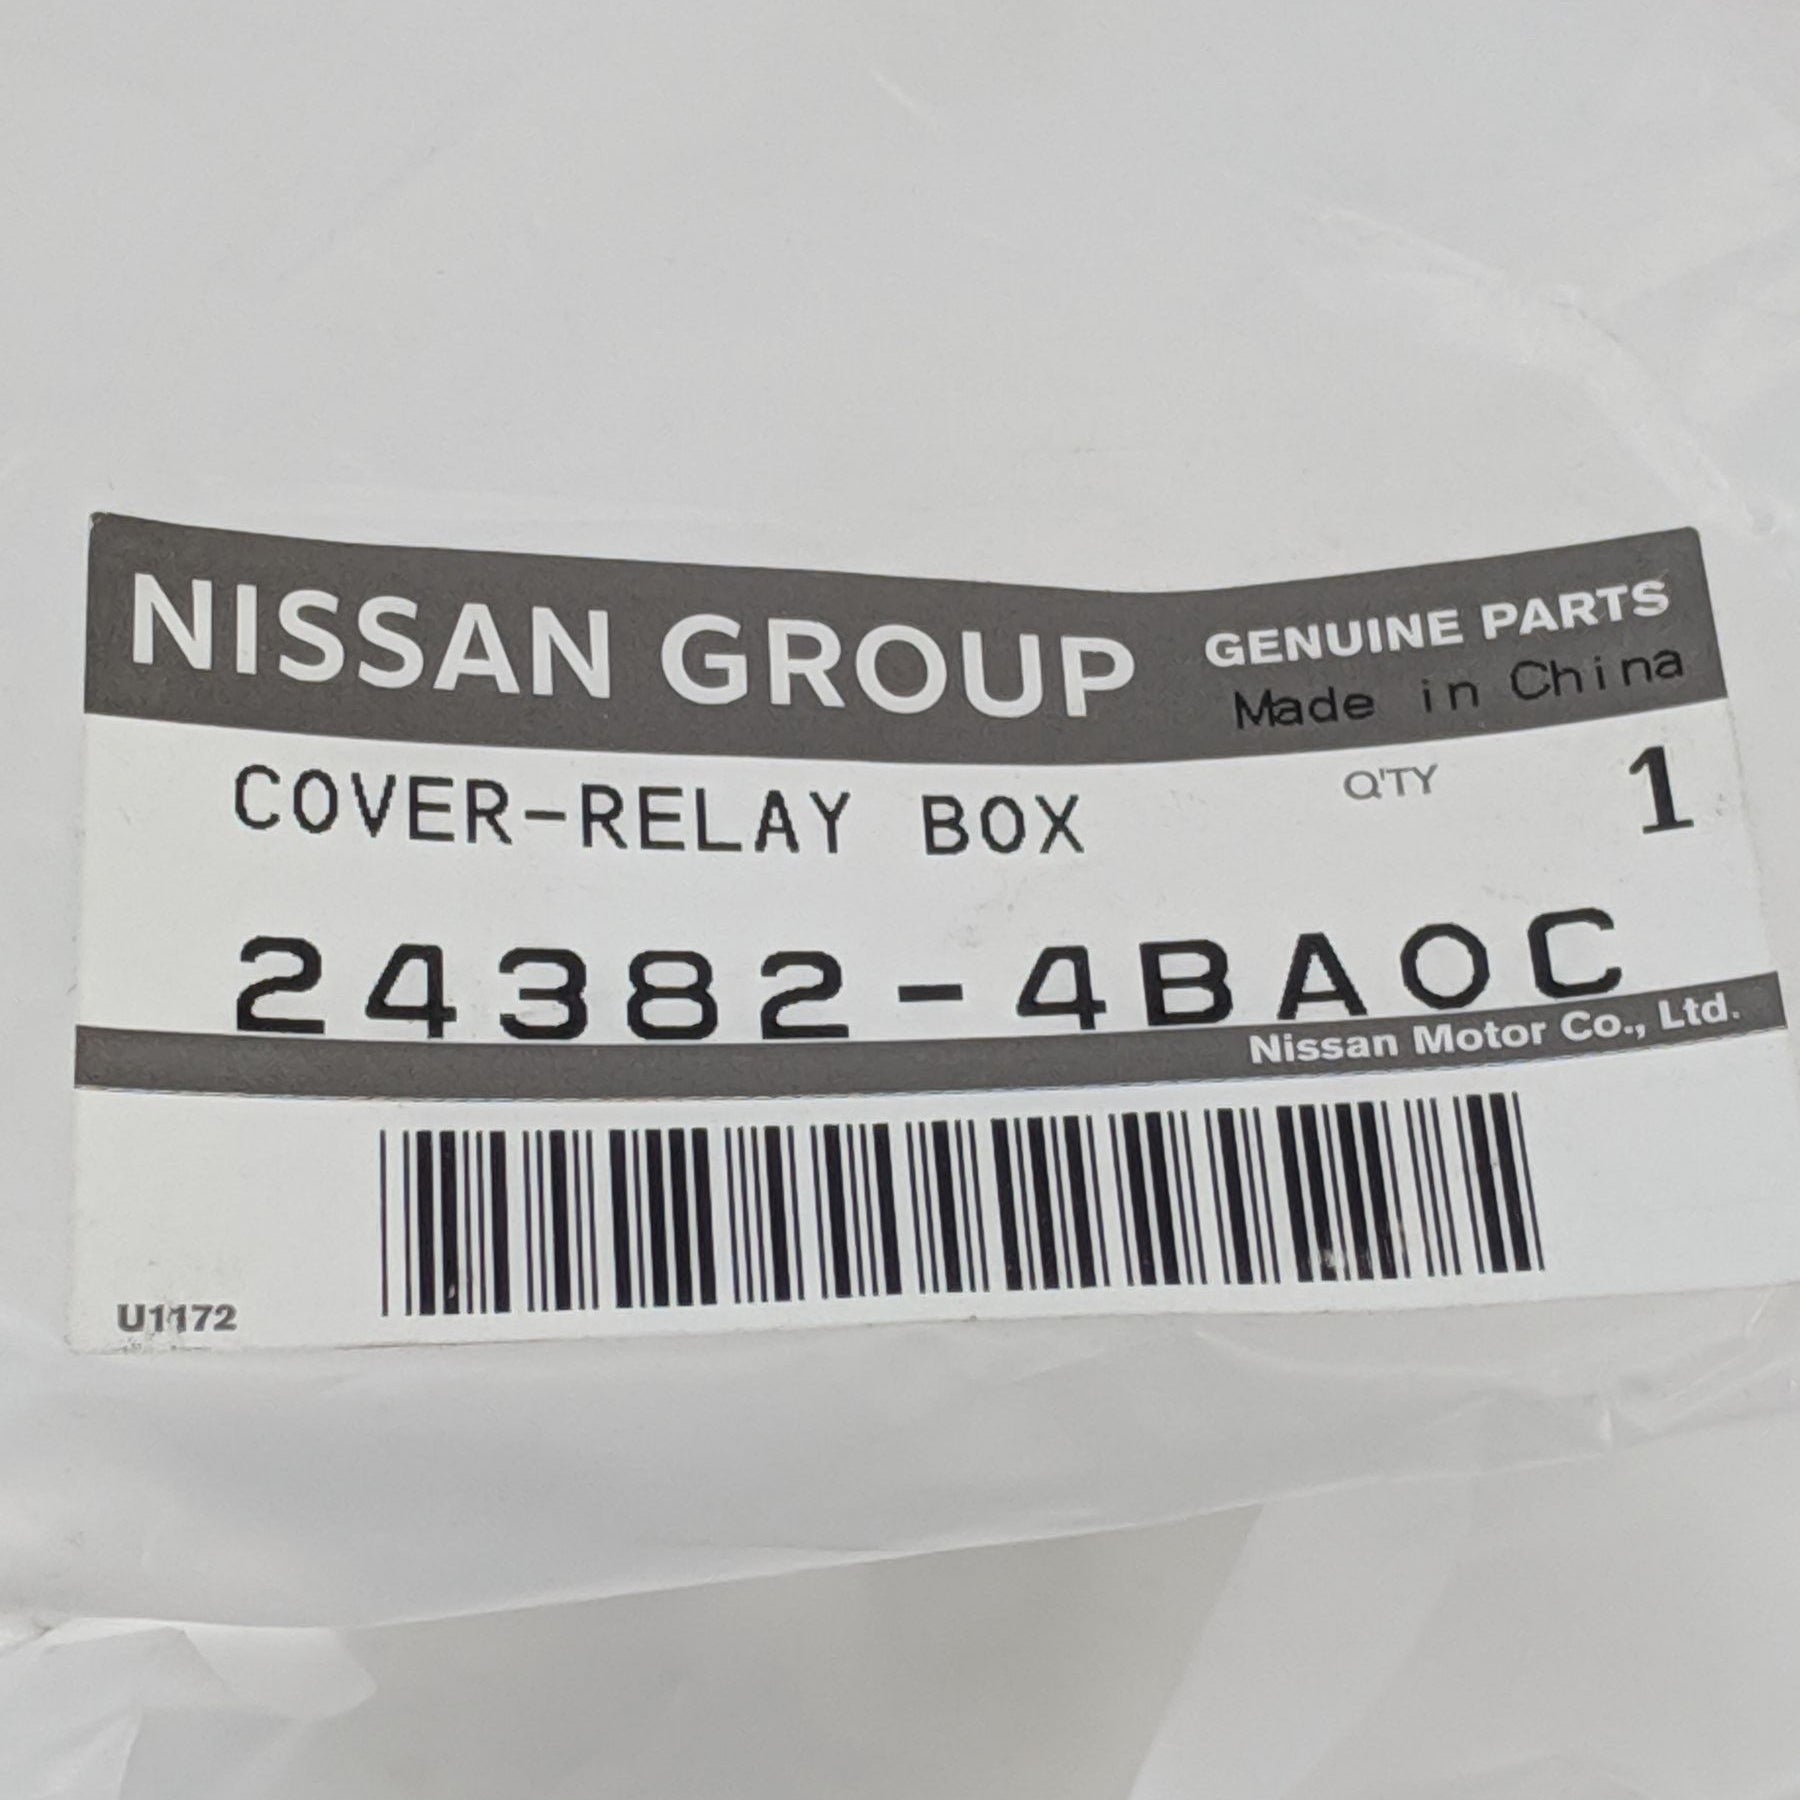 NISSAN GROUP GENUINE PARTS
Made in China
COVER-RELAY BOX Q'TY 1
24382-4BA0C
Nissan Motor Co., Ltd.
U1172